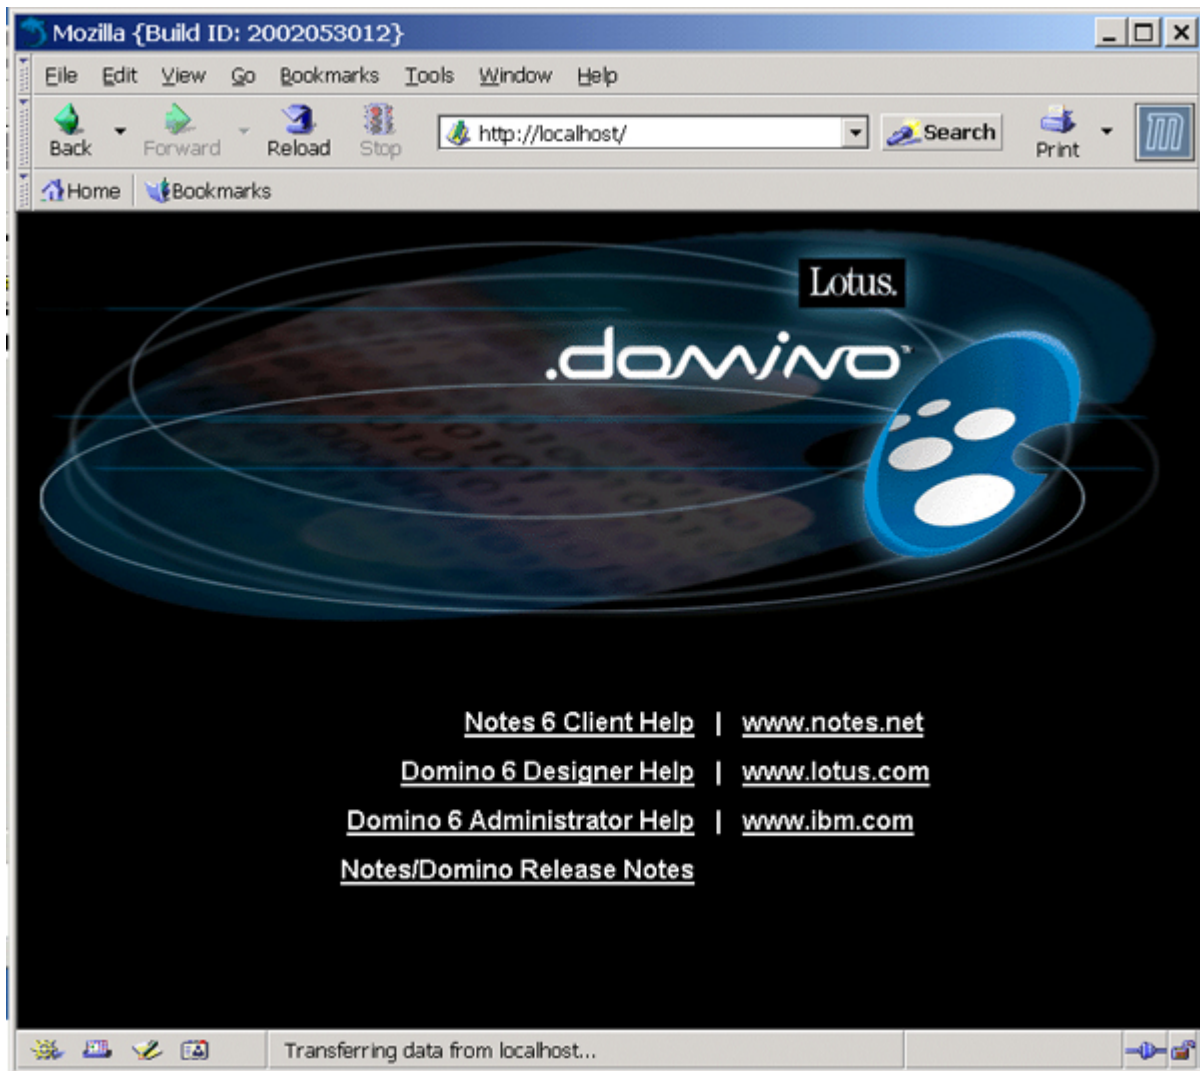 Mozilla {Build ID: 2002053012}
File Edit View Go Bookmarks Tools Window Help
Back Forward Reload Stop http://localhost/ Search Print
Home Bookmarks
Lotus.
.domino™
Notes 6 Client Help | www.notes.net
Domino 6 Designer Help | www.lotus.com
Domino 6 Administrator Help | www.ibm.com
Notes/Domino Release Notes
Transferring data from localhost...